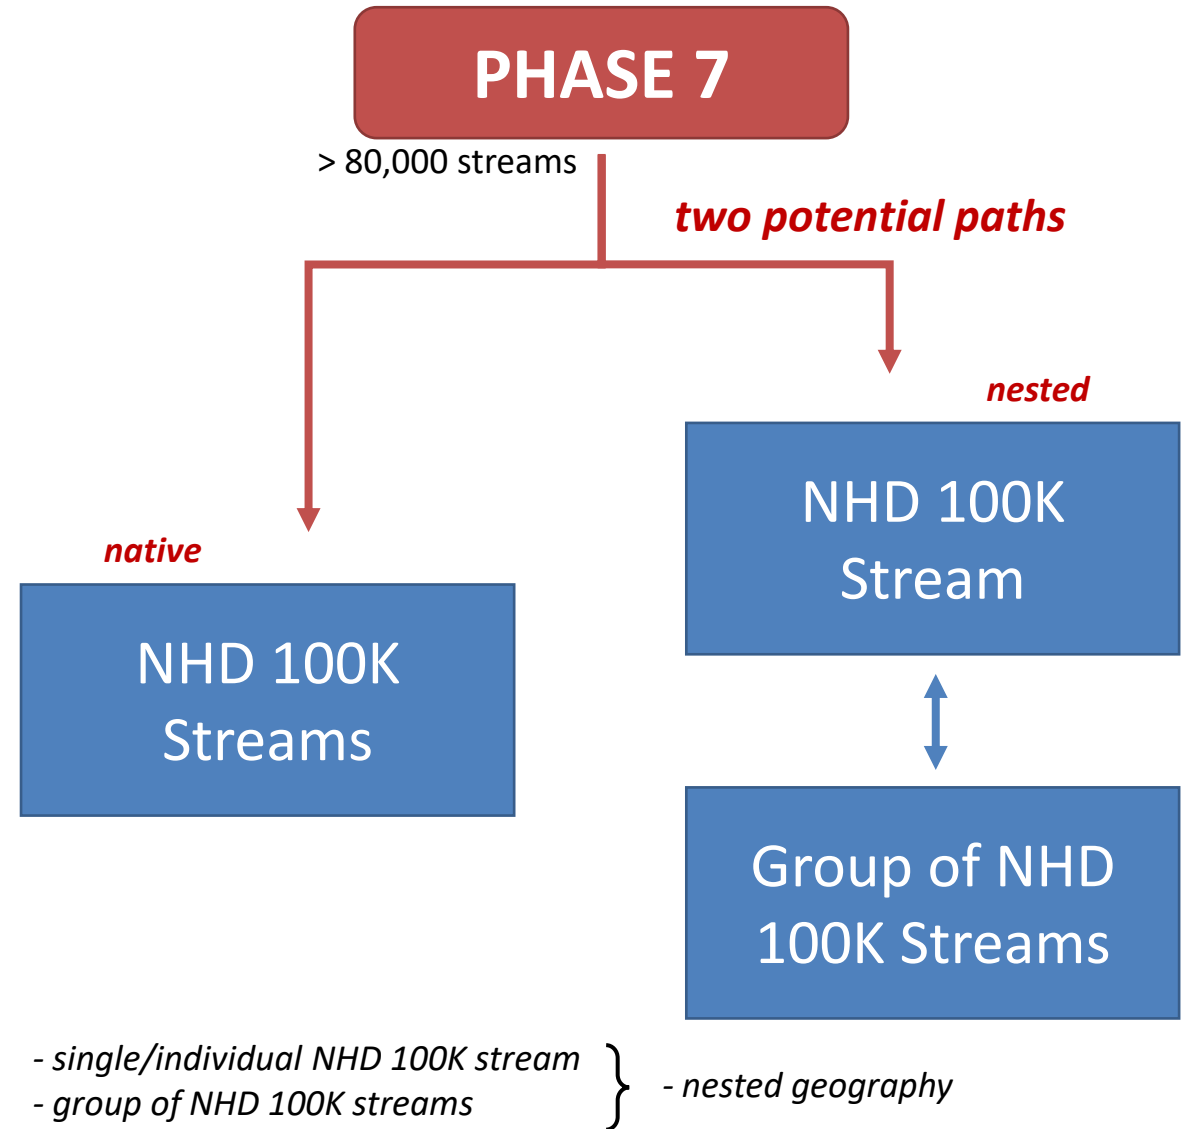 PHASE 7
> 80,000 streams
two potential paths
nested
NHD 100K
Stream
native
NHD 100K
Streams
Group of NHD
100K Streams
- single/individual NHD 100K stream
- group of NHD 100K streams
- nested geography